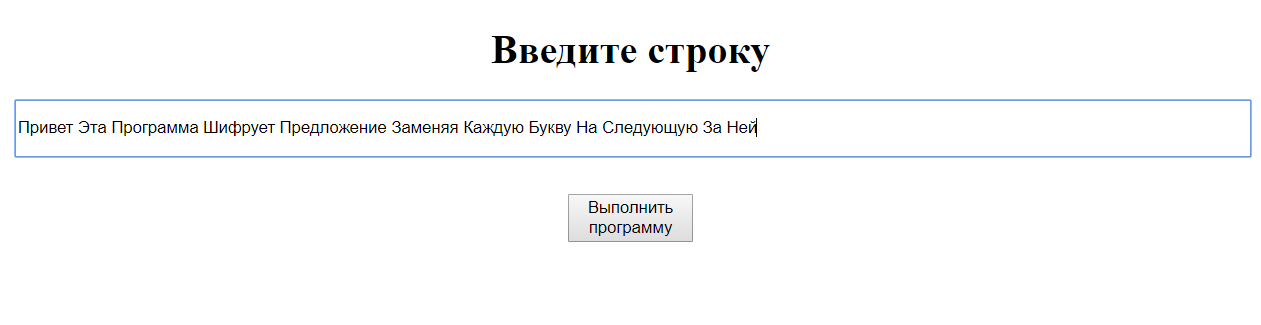 Введите строку
Привет Эта Программа Шифрует Предложение Заменяя Каждую Букву На Следующую За Ней
Выполнить
программу